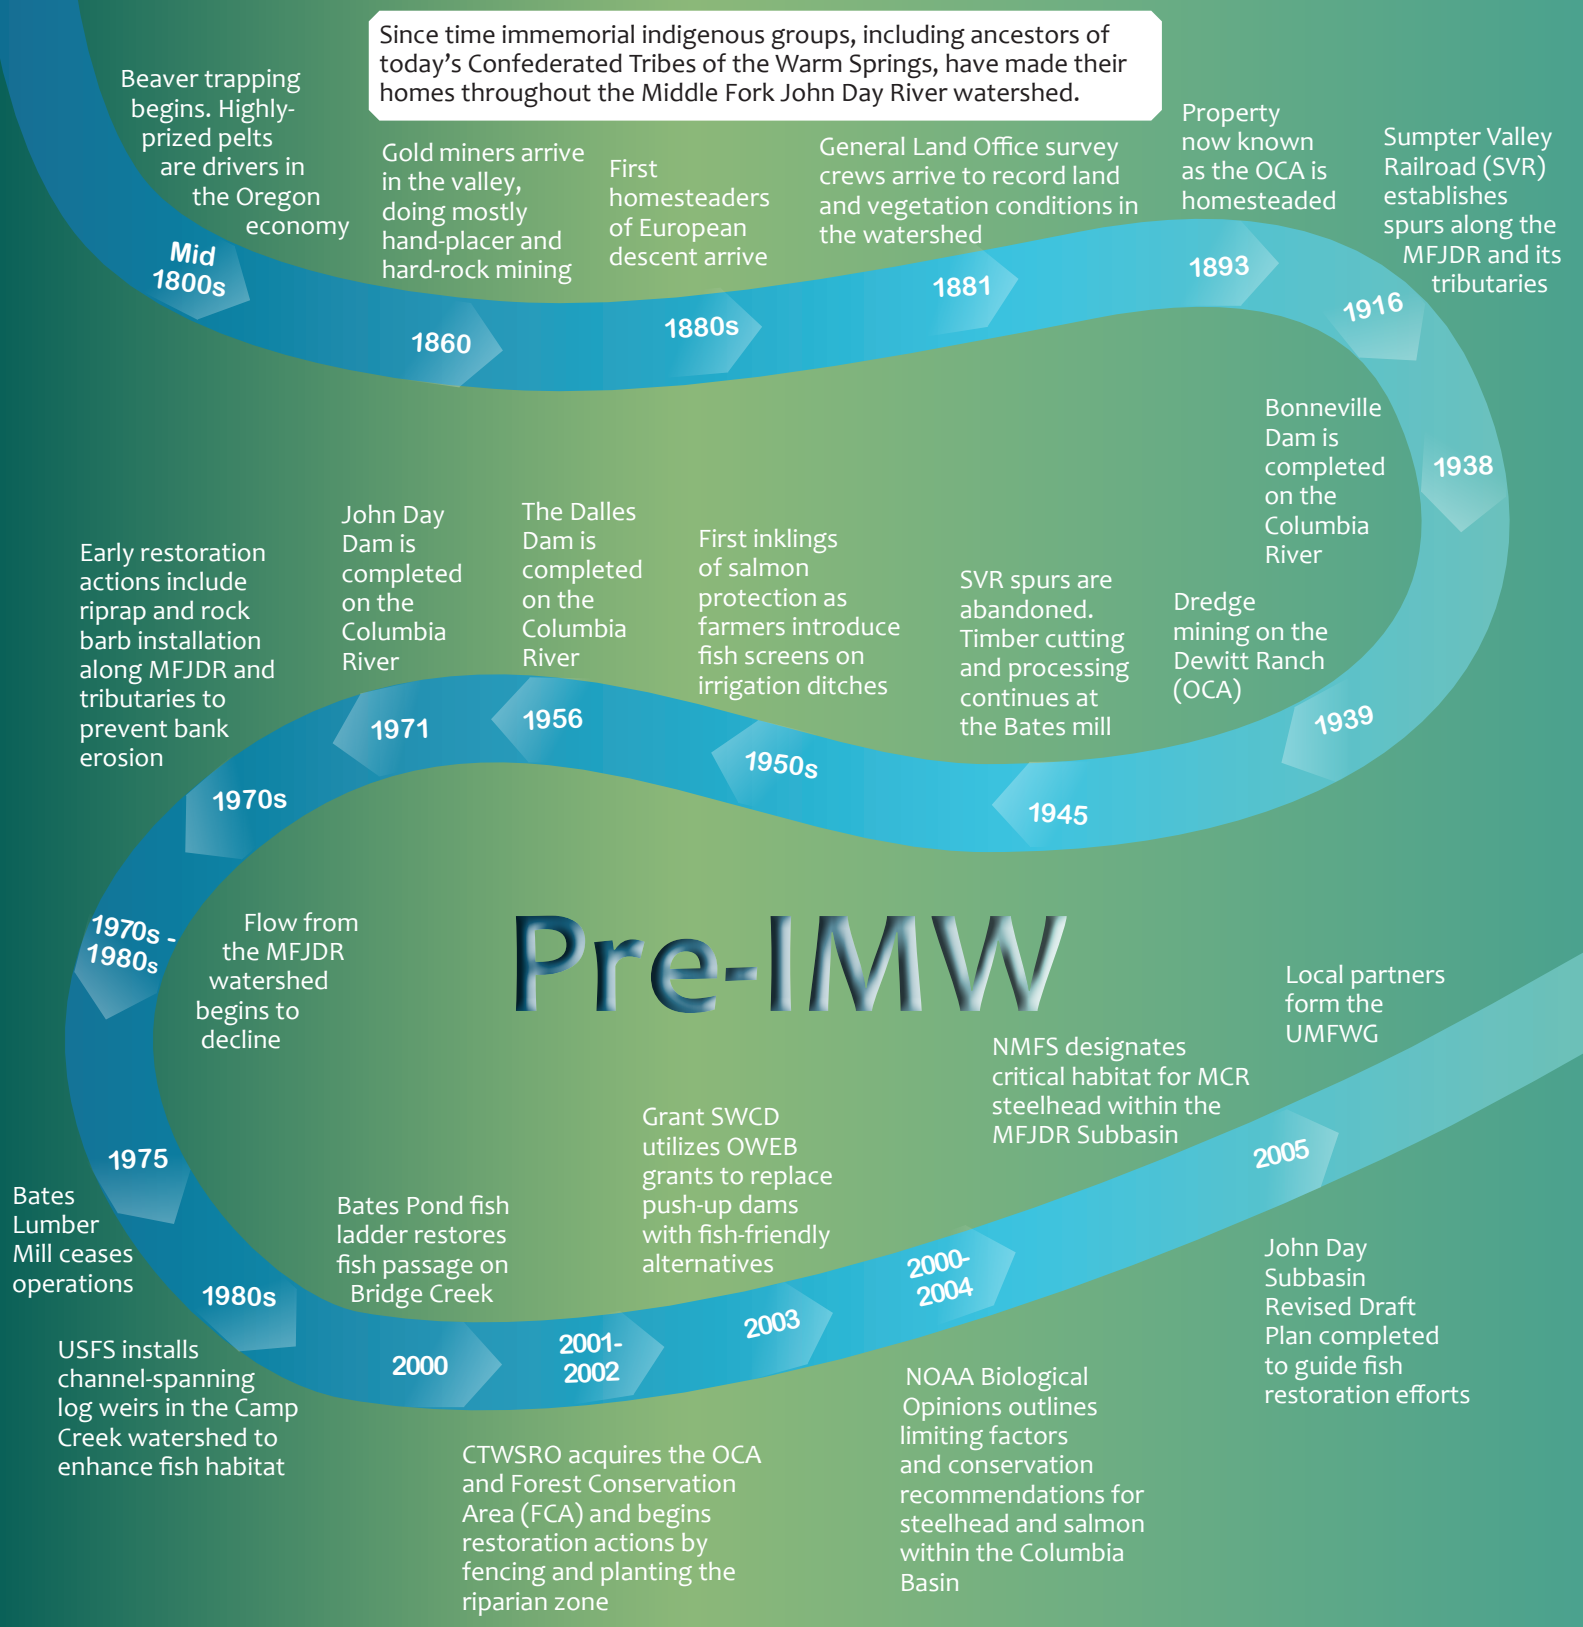 Since time immemorial indigenous groups, including ancestors of
today's Confederated Tribes of the Warm Springs, have made their
homes throughout the Middle Fork John Day River watershed.
Beaver trapping
begins. Highly-
prized pelts
are drivers in
the Oregon
economy
Mid
1800s
Gold miners arrive
in the valley,
doing mostly
hand-placer and
hard-rock mining
1860
First
homesteaders
of European
descent arrive
1880s
General Land Office survey
crews arrive to record land
and vegetation conditions in
the watershed
1881
Property
now known
as the OCA is
homesteaded
1893
Sumpter Valley
Railroad (SVR)
establishes
spurs along the
MFJDR and its
tributaries
1916
Bonneville
Dam is
completed
on the
Columbia
River
1938
Dredge
mining on the
Dewitt Ranch
(OCA)
1939
SVR spurs are
abandoned.
Timber cutting
and processing
continues at
the Bates mill
1945
First inklings
of salmon
protection as
farmers introduce
fish screens on
irrigation ditches
1950s
The Dalles
Dam is
completed
on the
Columbia
River
1956
John Day
Dam is
completed
on the
Columbia
River
1971
Early restoration
actions include
riprap and rock
barb installation
along MFJDR and
tributaries to
prevent bank
erosion
1970s
1970s -
1980s
Flow from
the MFJDR
watershed
begins to
decline
Pre-IMW
1975
Bates
Lumber
Mill ceases
operations
1980s
USFS installs
channel-spanning
log weirs in the Camp
Creek watershed to
enhance fish habitat
Bates Pond fish
ladder restores
fish passage on
Bridge Creek
2000
2001-
2002
CTWSRO acquires the OCA
and Forest Conservation
Area (FCA) and begins
restoration actions by
fencing and planting the
riparian zone
Grant SWCD
utilizes OWEB
grants to replace
push-up dams
with fish-friendly
alternatives
2003
NMFS designates
critical habitat for MCR
steelhead within the
MFJDR Subbasin
2000-
2004
NOAA Biological
Opinions outlines
limiting factors
and conservation
recommendations for
steelhead and salmon
within the Columbia
Basin
Local partners
form the
UMFWG
2005
John Day
Subbasin
Revised Draft
Plan completed
to guide fish
restoration efforts